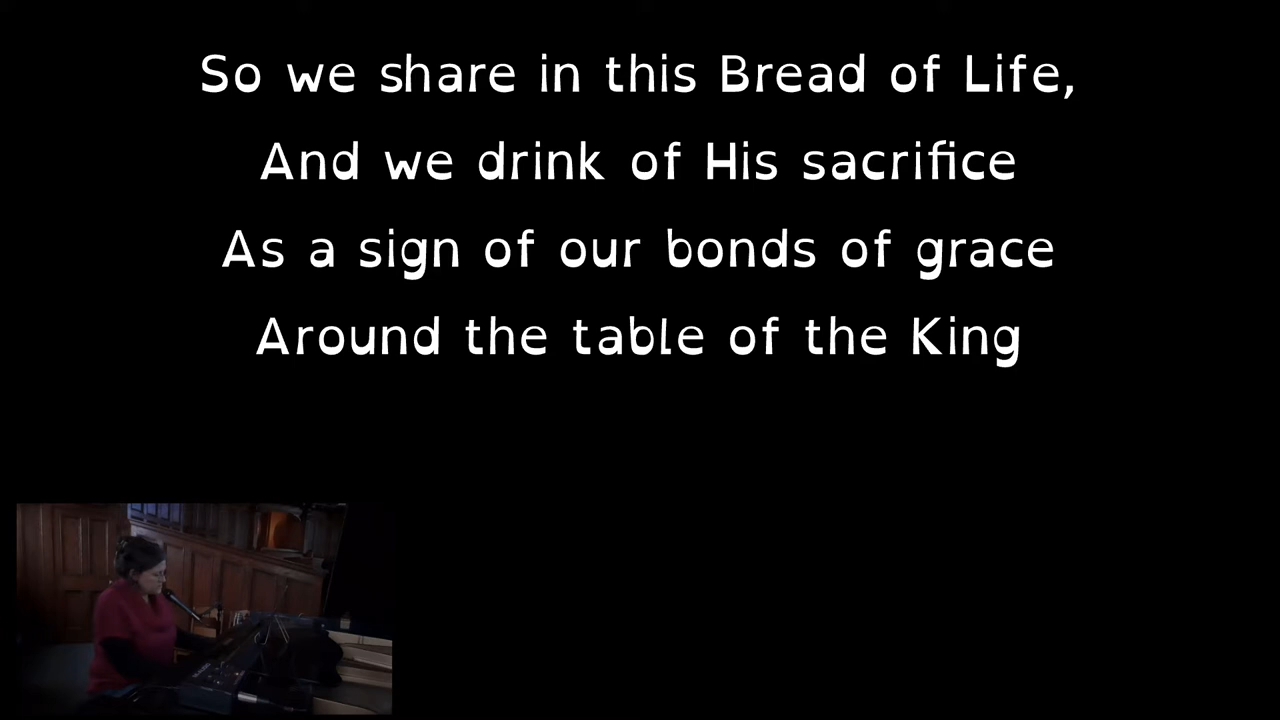 So we share in this Bread of Life,
And we drink of His sacrifice
As a sign of our bonds of grace
Around the table of the King